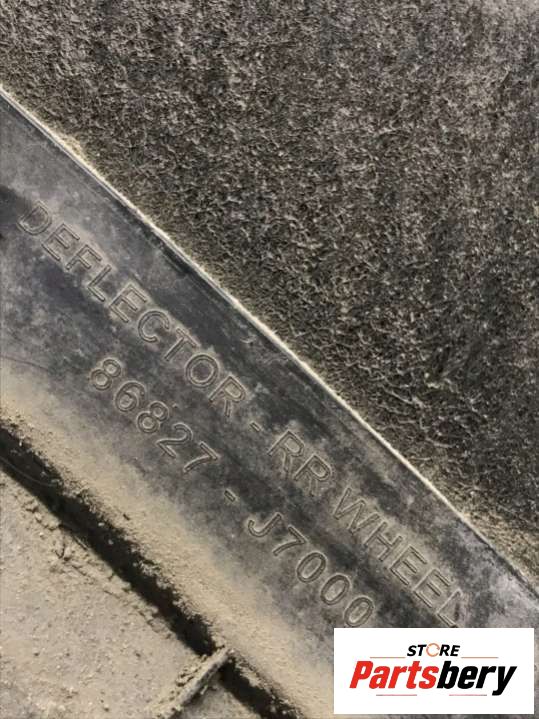 DEFLECTOR - RR WHEEL
86827 - J7000
STORE
Partsbery